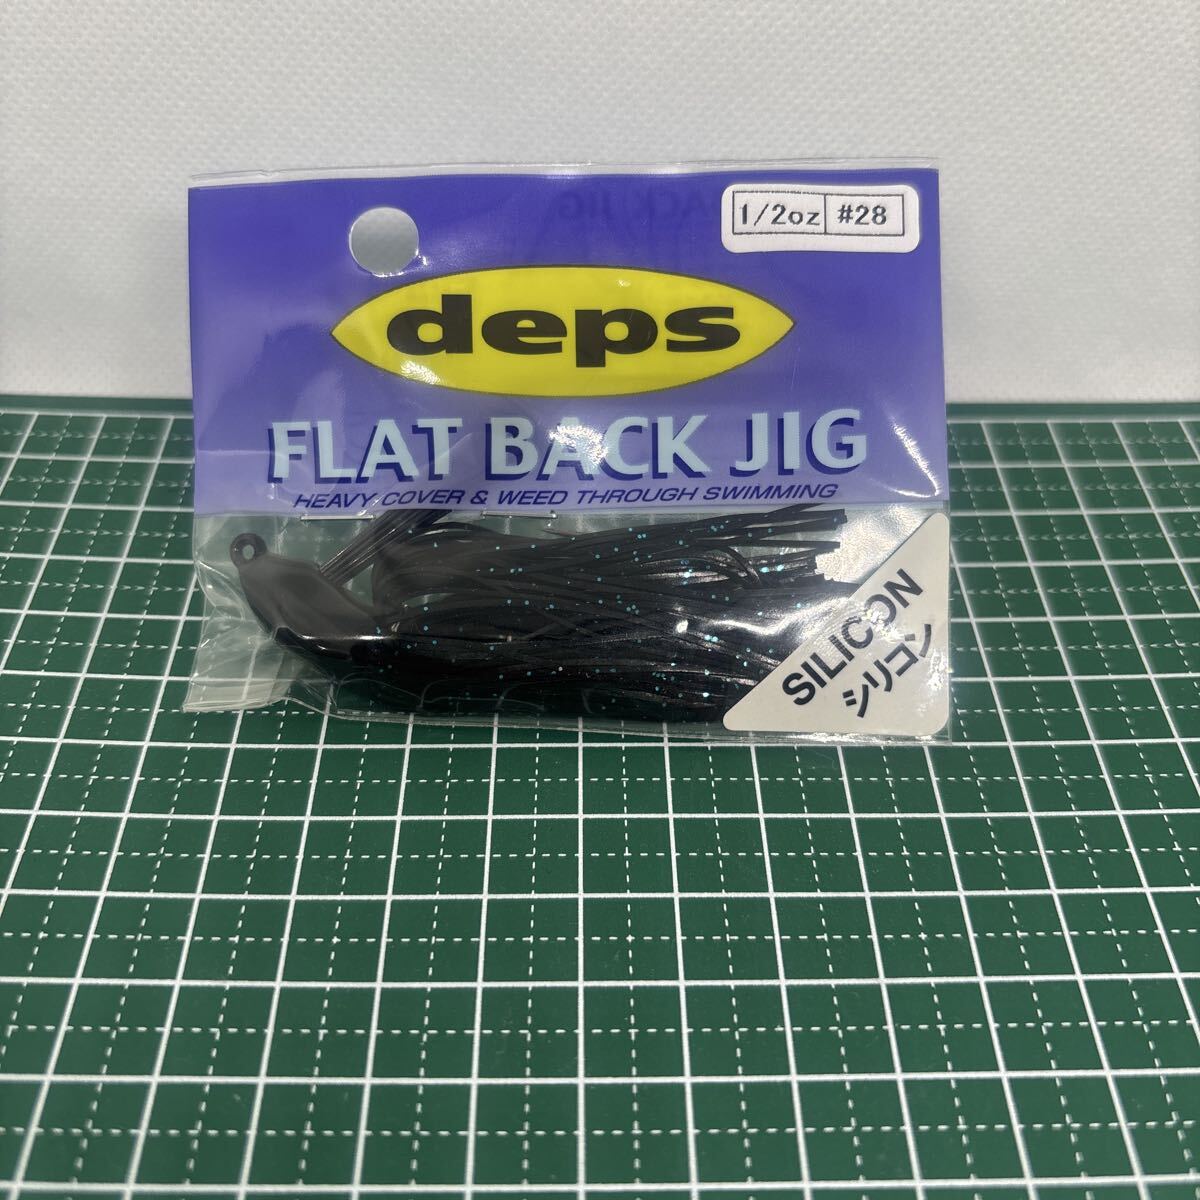 1/2oz #28
deps
FLAT BACK JIG
HEAVY COVER & WEED THROUGH SWIMMING
SILICON
シリコン